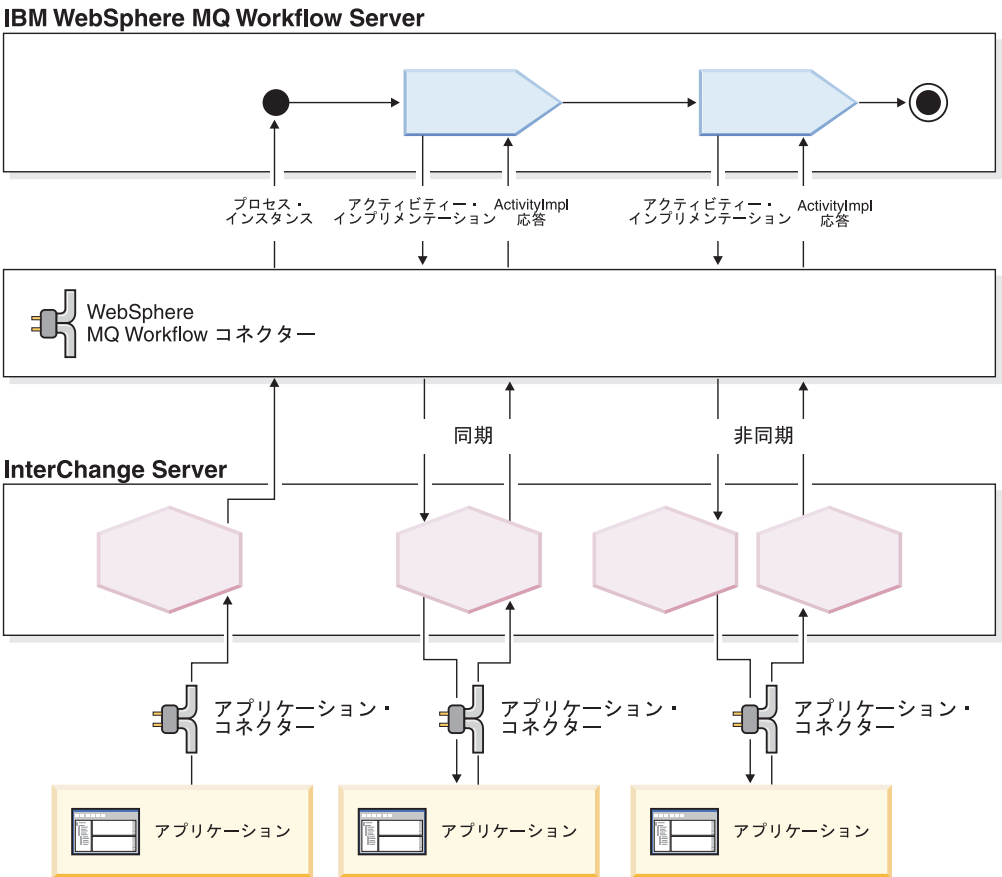 IBM WebSphere MQ Workflow Server
プロセス・
インスタンス
アクティビティー・
インプリメンテーション
ActivityImpl
応答
アクティビティー・
インプリメンテーション
ActivityImpl
応答
WebSphere
MQ Workflow コネクター
同期
非同期
InterChange Server
アプリケーション・
コネクター
アプリケーション・
コネクター
アプリケーション・
コネクター
アプリケーション
アプリケーション
アプリケーション